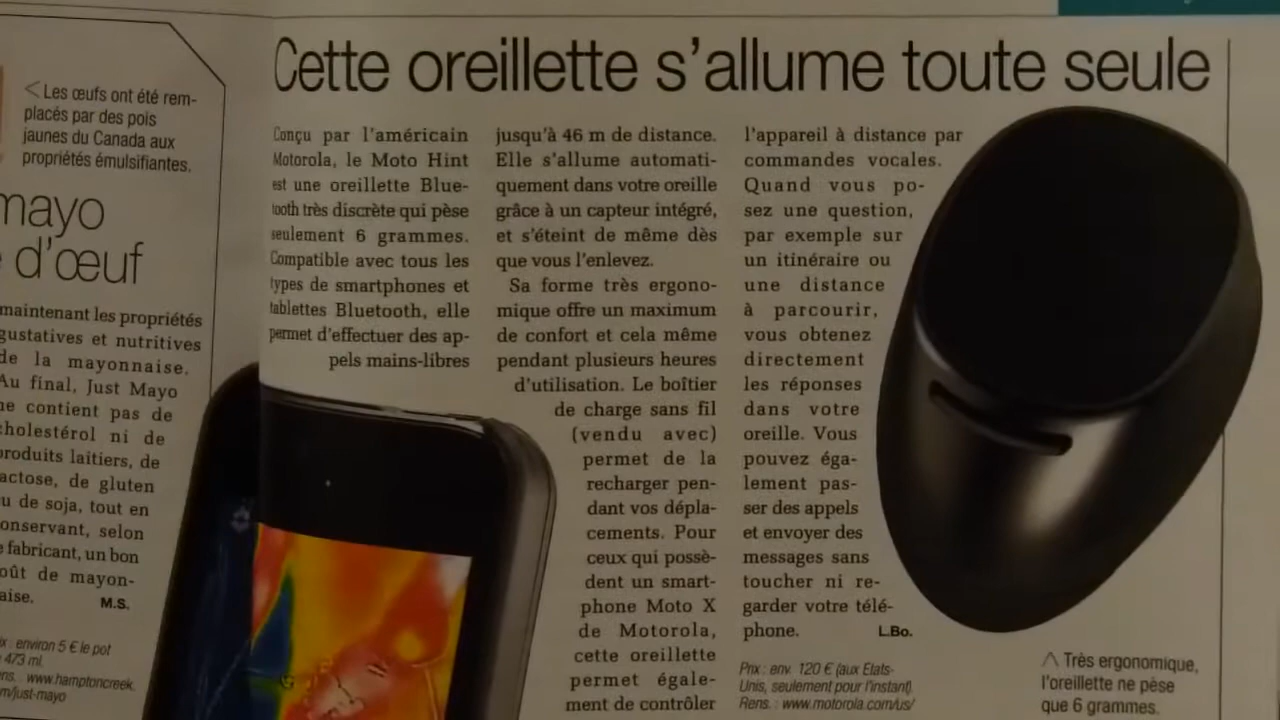 < Les œufs ont été rem-
placés par des pois
jaunes du Canada aux
propriétés émulsifiantes.
mayo
d'œuf
maintenant les propriétés
gustatives et nutritives
de la mayonnaise.
Au final, Just Mayo
ne contient pas de
cholestérol ni de
produits laitiers, de
lactose, de gluten
ou de soja, tout en
conservant, selon
le fabricant, un bon
goût de mayon-
naise. M.S.
Prix : environ 5 € le pot
473 ml.
Rens. : www.hamptoncreek.
com/just-mayo
Cette oreillette s'allume toute seule
Conçu par l'américain
Motorola, le Moto Hint
est une oreillette Blue-
tooth très discrète qui pèse
seulement 6 grammes.
Compatible avec tous les
types de smartphones et
tablettes Bluetooth, elle
permet d'effectuer des ap-
pels mains-libres
jusqu'à 46 m de distance.
Elle s'allume automati-
quement dans votre oreille
grâce à un capteur intégré,
et s'éteint de même dès
que vous l'enlevez.
Sa forme très ergono-
mique offre un maximum
de confort et cela même
pendant plusieurs heures
d'utilisation. Le boîtier
de charge sans fil
(vendu avec)
permet de la
recharger pen-
dant vos dépla-
cements. Pour
ceux qui possè-
dent un smart-
phone Moto X
de Motorola,
cette oreillette
permet égale-
ment de contrôler
l'appareil à distance par
commandes vocales.
Quand vous po-
sez une question,
par exemple sur
un itinéraire ou
une distance
à parcourir,
vous obtenez
directement
les réponses
dans votre
oreille. Vous
pouvez éga-
lement pas-
ser des appels
et envoyer des
messages sans
toucher ni re-
garder votre télé-
phone. L.Bo.
Prix : env. 120 € (aux Etats-
Unis, seulement pour l'instant)
Rens. : www.motorola.com/us/
^ Très ergonomique,
l'oreillette ne pèse
que 6 grammes.